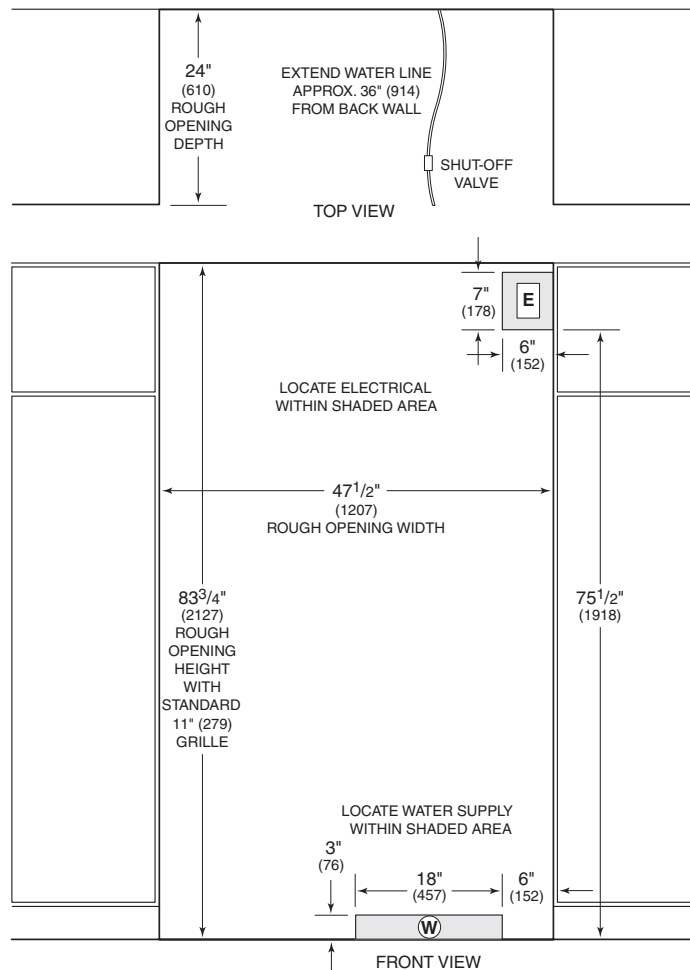 24"
(610)
ROUGH
OPENING
DEPTH
EXTEND WATER LINE
APPROX. 36" (914)
FROM BACK WALL
SHUT-OFF
VALVE
TOP VIEW
7"
(178)
E
6"
(152)
LOCATE ELECTRICAL
WITHIN SHADED AREA
47 1/2"
(1207)
ROUGH OPENING WIDTH
83 3/4"
(2127)
ROUGH
OPENING
HEIGHT
WITH
STANDARD
11" (279)
GRILLE
75 1/2"
(1918)
LOCATE WATER SUPPLY
WITHIN SHADED AREA
3"
(76)
18"
(457)
6"
(152)
W
FRONT VIEW